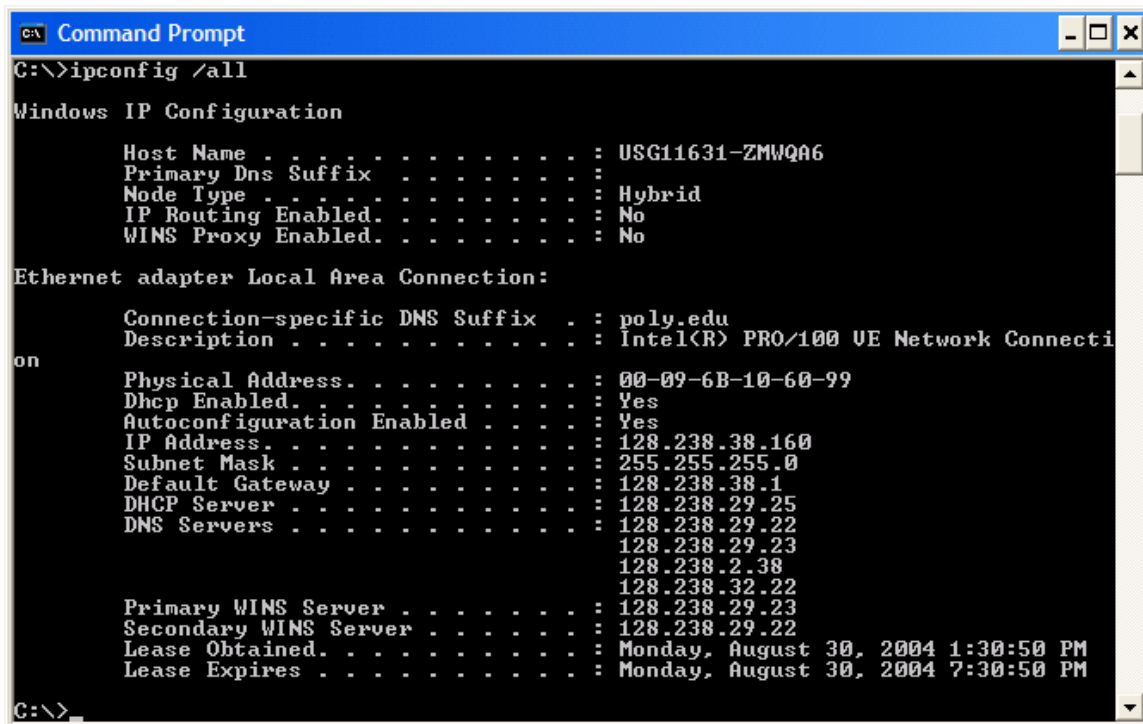 Command Prompt
C:\>ipconfig /all
Windows IP Configuration
Host Name . . . . . . . . . . . . : USG11631-ZMWQA6
Primary Dns Suffix  . . . . . . . :
Node Type . . . . . . . . . . . . : Hybrid
IP Routing Enabled. . . . . . . . : No
WINS Proxy Enabled. . . . . . . . : No
Ethernet adapter Local Area Connection:
Connection-specific DNS Suffix  . : poly.edu
Description . . . . . . . . . . . : Intel(R) PRO/100 VE Network Connecti
on
Physical Address. . . . . . . . . : 00-09-6B-10-60-99
Dhcp Enabled. . . . . . . . . . . : Yes
Autoconfiguration Enabled . . . . : Yes
IP Address. . . . . . . . . . . . : 128.238.38.160
Subnet Mask . . . . . . . . . . . : 255.255.255.0
Default Gateway . . . . . . . . . : 128.238.38.1
DHCP Server . . . . . . . . . . . : 128.238.29.25
DNS Servers . . . . . . . . . . . : 128.238.29.22
128.238.29.23
128.238.2.38
128.238.32.22
Primary WINS Server . . . . . . . : 128.238.29.23
Secondary WINS Server . . . . . . : 128.238.29.22
Lease Obtained. . . . . . . . . . : Monday, August 30, 2004 1:30:50 PM
Lease Expires . . . . . . . . . . : Monday, August 30, 2004 7:30:50 PM
C:\>_